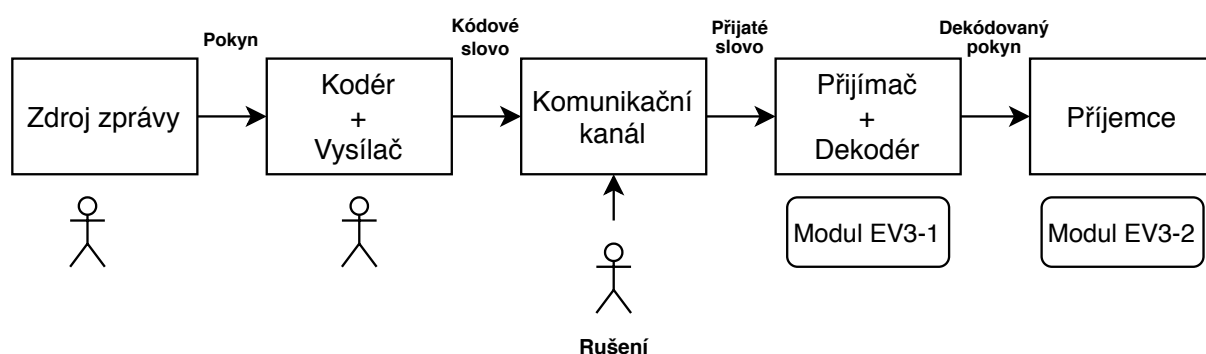 Pokyn
Kódové
slovo
Přijaté
slovo
Dekódovaný
pokyn
Zdroj zprávy
Kodér
+
Vysílač
Komunikační
kanál
Přijímač
+
Dekodér
Příjemce
Modul EV3-1
Modul EV3-2
Rušení